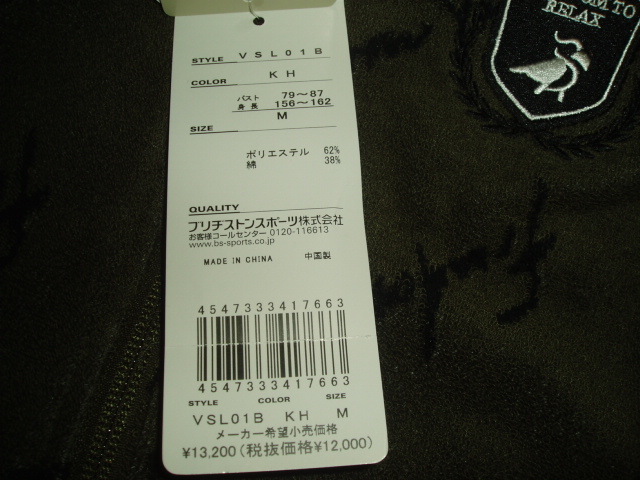 STYLE VSL01B
COLOR KH
バスト 79～87
身長 156～162
SIZE M
ポリエステル 62%
綿 38%
QUALITY
ブリヂストンスポーツ株式会社
お客様コールセンター 0120-116613
www.bs-sports.co.jp
MADE IN CHINA 中国製
4547333417663
4547333417663
STYLE COLOR SIZE
VSL01B KH M
メーカー希望小売価格
¥13,200(税抜価格¥12,000)
TO
RELAX